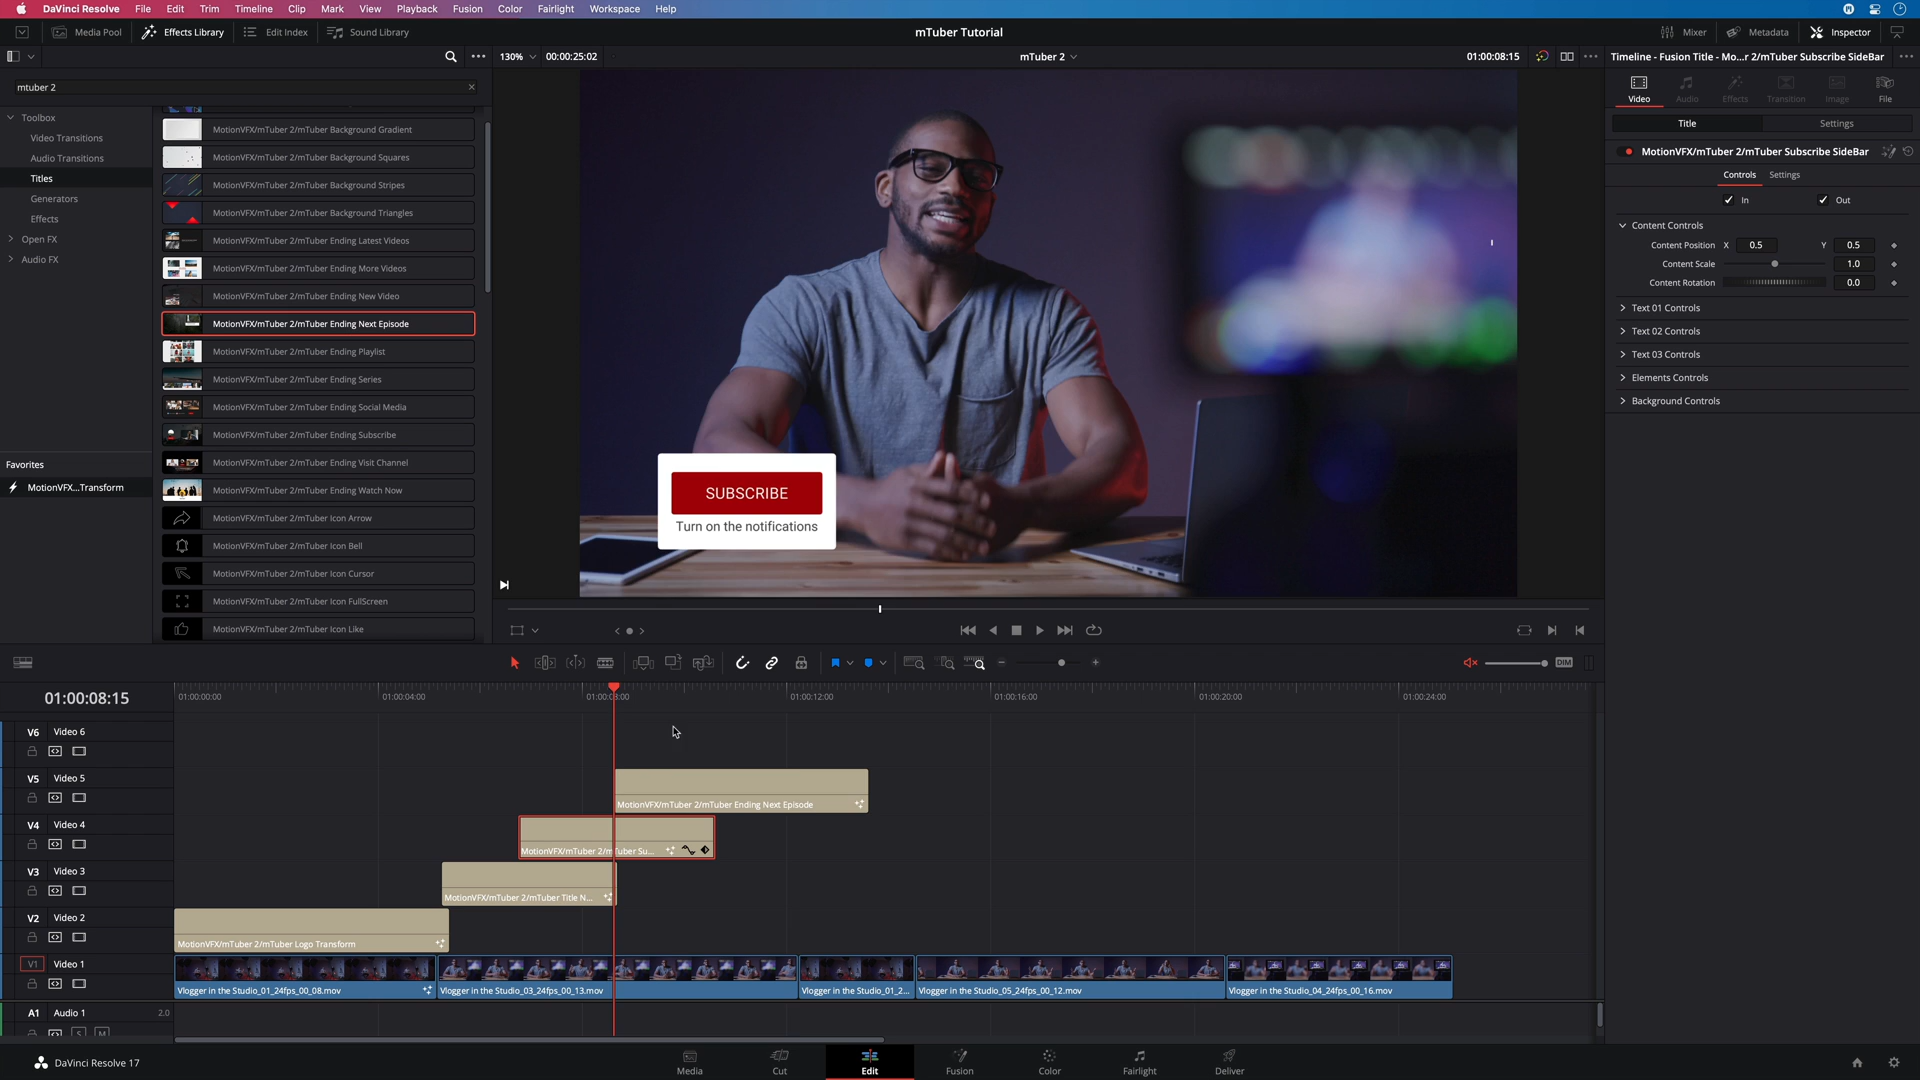 DaVinci Resolve File Edit Trim Timeline Clip Mark View Playback Fusion Color Fairlight Workspace Help
Media Pool Effects Library Edit Index Sound Library mTuber Tutorial Mixer Metadata Inspector
130% 00:00:25:02 mTuber 2 01:00:08:15 Timeline - Fusion Title - Mo...r 2/mTuber Subscribe SideBar
mtuber 2
Toolbox
Video Transitions
Audio Transitions
Titles
Generators
Effects
Open FX
Audio FX
Favorites
MotionVFX...Transform
MotionVFX/mTuber 2/mTuber Background Gradient
MotionVFX/mTuber 2/mTuber Background Squares
MotionVFX/mTuber 2/mTuber Background Stripes
MotionVFX/mTuber 2/mTuber Background Triangles
MotionVFX/mTuber 2/mTuber Ending Latest Videos
MotionVFX/mTuber 2/mTuber Ending More Videos
MotionVFX/mTuber 2/mTuber Ending New Video
MotionVFX/mTuber 2/mTuber Ending Next Episode
MotionVFX/mTuber 2/mTuber Ending Playlist
MotionVFX/mTuber 2/mTuber Ending Series
MotionVFX/mTuber 2/mTuber Ending Social Media
MotionVFX/mTuber 2/mTuber Ending Subscribe
MotionVFX/mTuber 2/mTuber Ending Visit Channel
MotionVFX/mTuber 2/mTuber Ending Watch Now
MotionVFX/mTuber 2/mTuber Icon Arrow
MotionVFX/mTuber 2/mTuber Icon Bell
MotionVFX/mTuber 2/mTuber Icon Cursor
MotionVFX/mTuber 2/mTuber Icon FullScreen
MotionVFX/mTuber 2/mTuber Icon Like
SUBSCRIBE
Turn on the notifications
Video Audio Effects Transition Image File
Title Settings
MotionVFX/mTuber 2/mTuber Subscribe SideBar
Controls Settings
In Out
Content Controls
Content Position X 0.5 Y 0.5
Content Scale 1.0
Content Rotation 0.0
Text 01 Controls
Text 02 Controls
Text 03 Controls
Elements Controls
Background Controls
DIM
01:00:08:15 01:00:00:00 01:00:04:00 01:00:08:00 01:00:12:00 01:00:16:00 01:00:20:00 01:00:24:00
V6 Video 6
V5 Video 5
MotionVFX/mTuber 2/mTuber Ending Next Episode
V4 Video 4
MotionVFX/mTuber 2/mTuber Su...
V3 Video 3
MotionVFX/mTuber 2/mTuber Title N...
V2 Video 2
MotionVFX/mTuber 2/mTuber Logo Transform
V1 Video 1
Vlogger in the Studio_01_24fps_00_08.mov Vlogger in the Studio_03_24fps_00_13.mov Vlogger in the Studio_01_2... Vlogger in the Studio_05_24fps_00_12.mov Vlogger in the Studio_04_24fps_00_16.mov
A1 Audio 1 2.0
S M
DaVinci Resolve 17 Media Cut Edit Fusion Color Fairlight Deliver